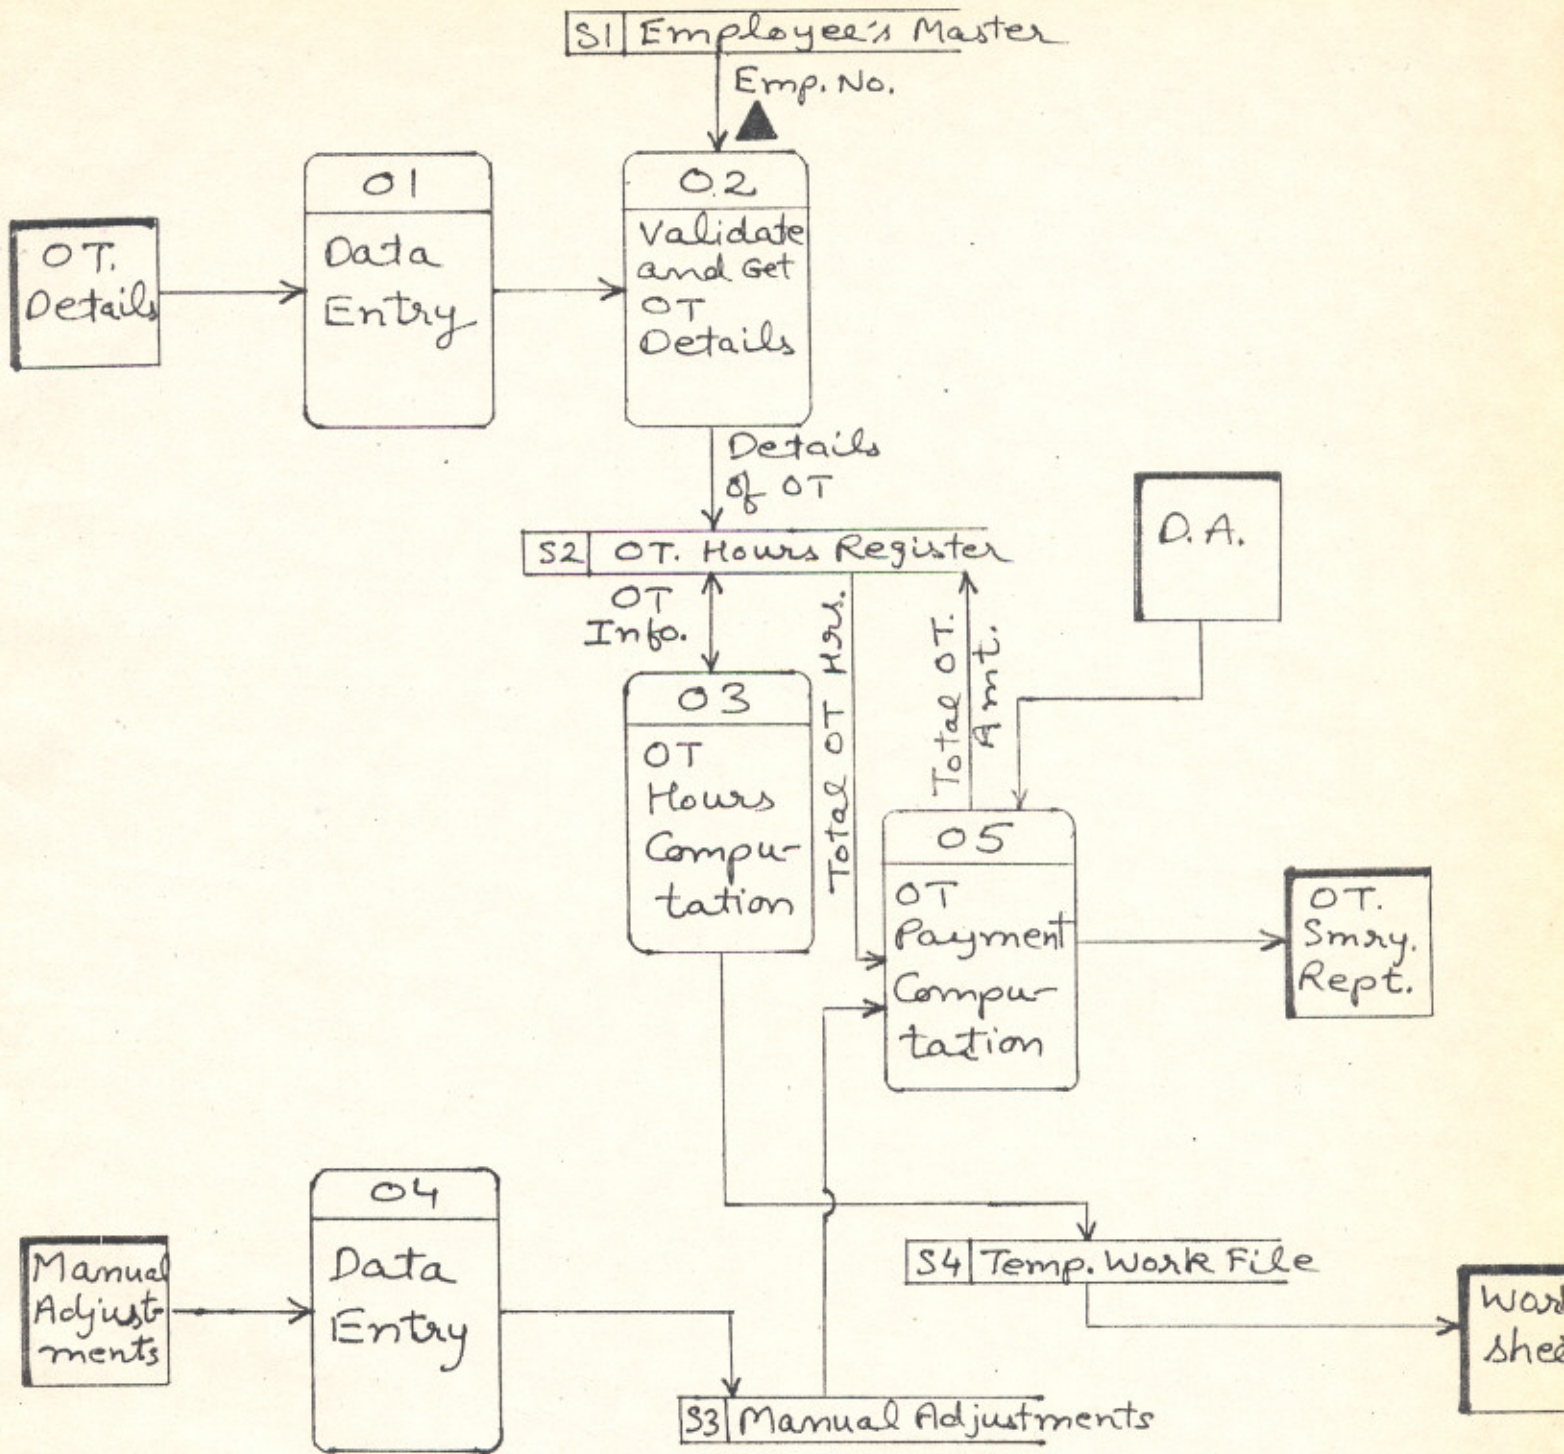 S1 Employee's Master
Emp. No.
01
Data
Entry
02
Validate
and Get
OT
Details
OT.
Details
Details
of OT
S2 OT. Hours Register
D.A.
OT
Info.
Total OT Hrs.
Total OT.
Amt.
03
OT
Hours
Compu-
tation
05
OT
Payment
Compu-
tation
OT.
Smry.
Rept.
04
Data
Entry
Manual
Adjust-
ments
S4 Temp. Work File
S3 Manual Adjustments